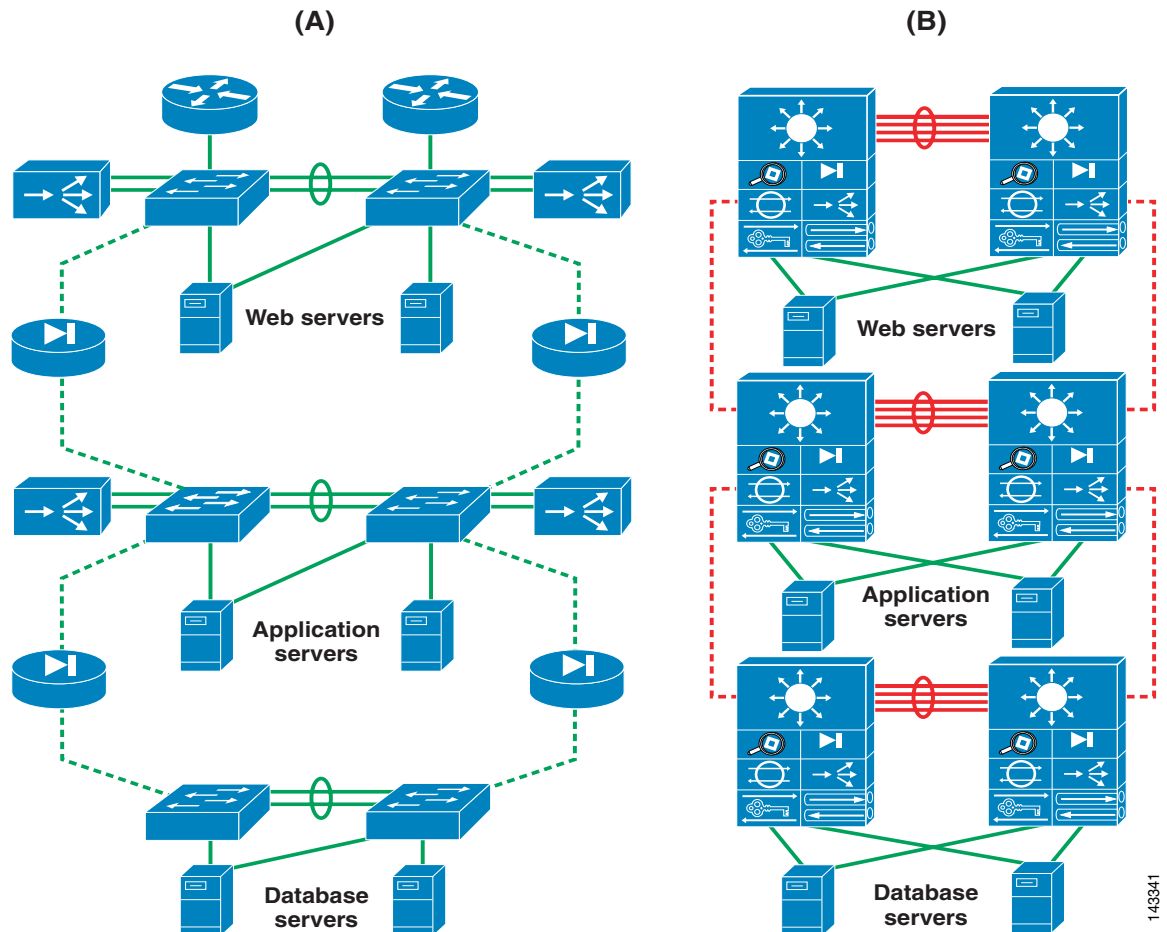 (A)
(B)
Web servers
Web servers
Application
servers
Application
servers
Database
servers
Database
servers
143341